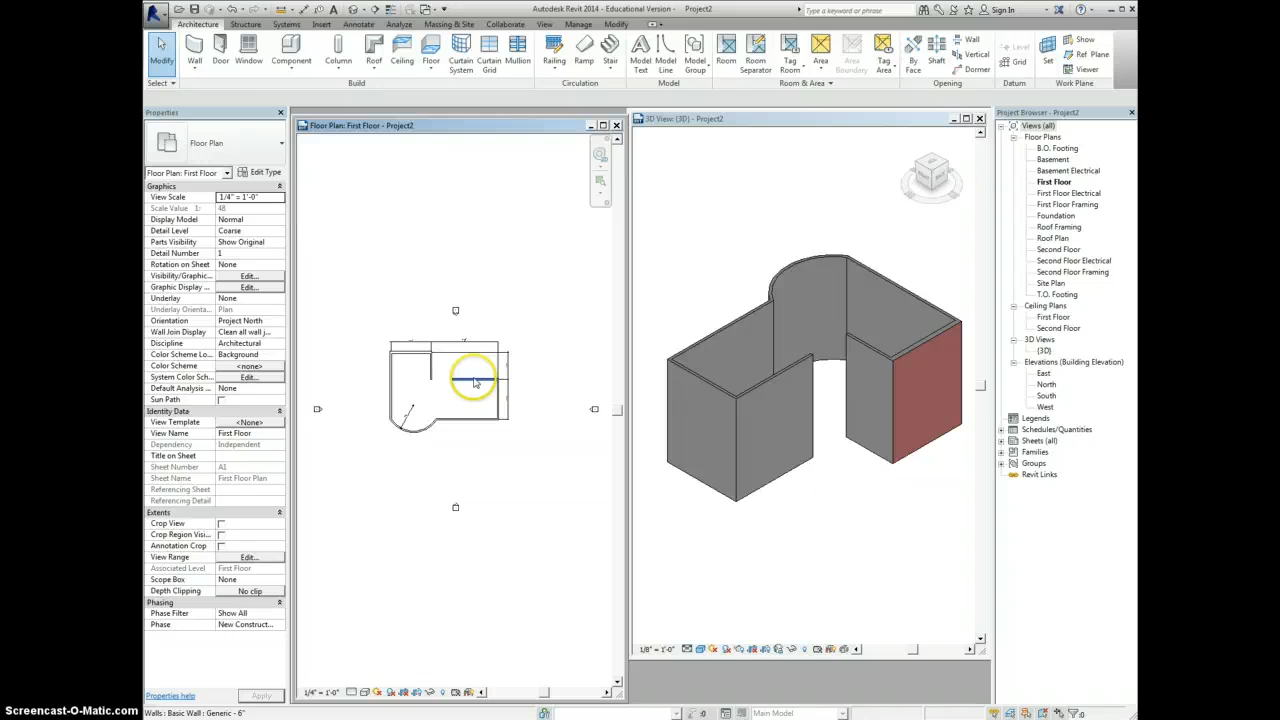 Autodesk Revit 2014 - Educational Version - Project2
Type a keyword or phrase
Sign In
Architecture Structure Systems Insert Annotate Analyze Massing & Site Collaborate View Manage Modify
Modify Wall Door Window Component Column Roof Ceiling Floor Curtain System Curtain Grid Mullion Railing Ramp Stair Model Text Model Line Model Group Room Room Separator Tag Room Area Area Boundary Tag Area By Face Shaft Wall Vertical Dormer Level Grid Set Show Ref Plane Viewer
Select Build Circulation Model Room & Area Opening Datum Work Plane
Properties
Floor Plan
Floor Plan: First Floor Edit Type
Graphics
View Scale 1/4" = 1'-0"
Scale Value 1: 48
Display Model Normal
Detail Level Coarse
Parts Visibility Show Original
Detail Number 1
Rotation on Sheet None
Visibility/Graphic... Edit...
Graphic Display ... Edit...
Underlay None
Underlay Orienta... Plan
Orientation Project North
Wall Join Display Clean all wall j...
Discipline Architectural
Color Scheme Lo... Background
Color Scheme <none>
System Color Sch... Edit...
Default Analysis ... None
Sun Path
Identity Data
View Template <None>
View Name First Floor
Dependency Independent
Title on Sheet
Sheet Number A1
Sheet Name First Floor Plan
Referencing Sheet
Referencing Detail
Extents
Crop View
Crop Region Visi...
Annotation Crop
View Range Edit...
Associated Level First Floor
Scope Box None
Depth Clipping No clip
Phasing
Phase Filter Show All
Phase New Construct...
Properties help Apply
Floor Plan: First Floor - Project2
1/4" = 1'-0"
3D View: {3D} - Project2
1/8" = 1'-0"
Project Browser - Project2
Views (all)
Floor Plans
B.O. Footing
Basement
Basement Electrical
First Floor
First Floor Electrical
First Floor Framing
Foundation
Roof Framing
Roof Plan
Second Floor
Second Floor Electrical
Second Floor Framing
Site Plan
T.O. Footing
Ceiling Plans
First Floor
Second Floor
3D Views
{3D}
Elevations (Building Elevation)
East
North
South
West
Legends
Schedules/Quantities
Sheets (all)
Families
Groups
Revit Links
Walls : Basic Wall : Generic - 6"
:0
Main Model
:0
Screencast-O-Matic.com